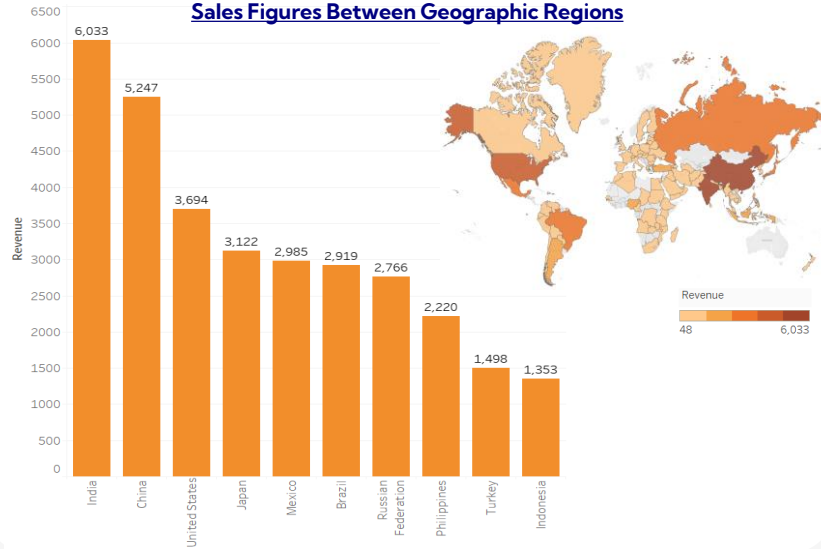 Sales Figures Between Geographic Regions
6500
6000
5500
5000
4500
4000
3500
3000
2500
2000
1500
1000
500
0
Revenue
6,033
5,247
3,694
3,122
2,985
2,919
2,766
2,220
1,498
1,353
India
China
United States
Japan
Mexico
Brazil
Russian
Federation
Philippines
Turkey
Indonesia
Revenue
48
6,033